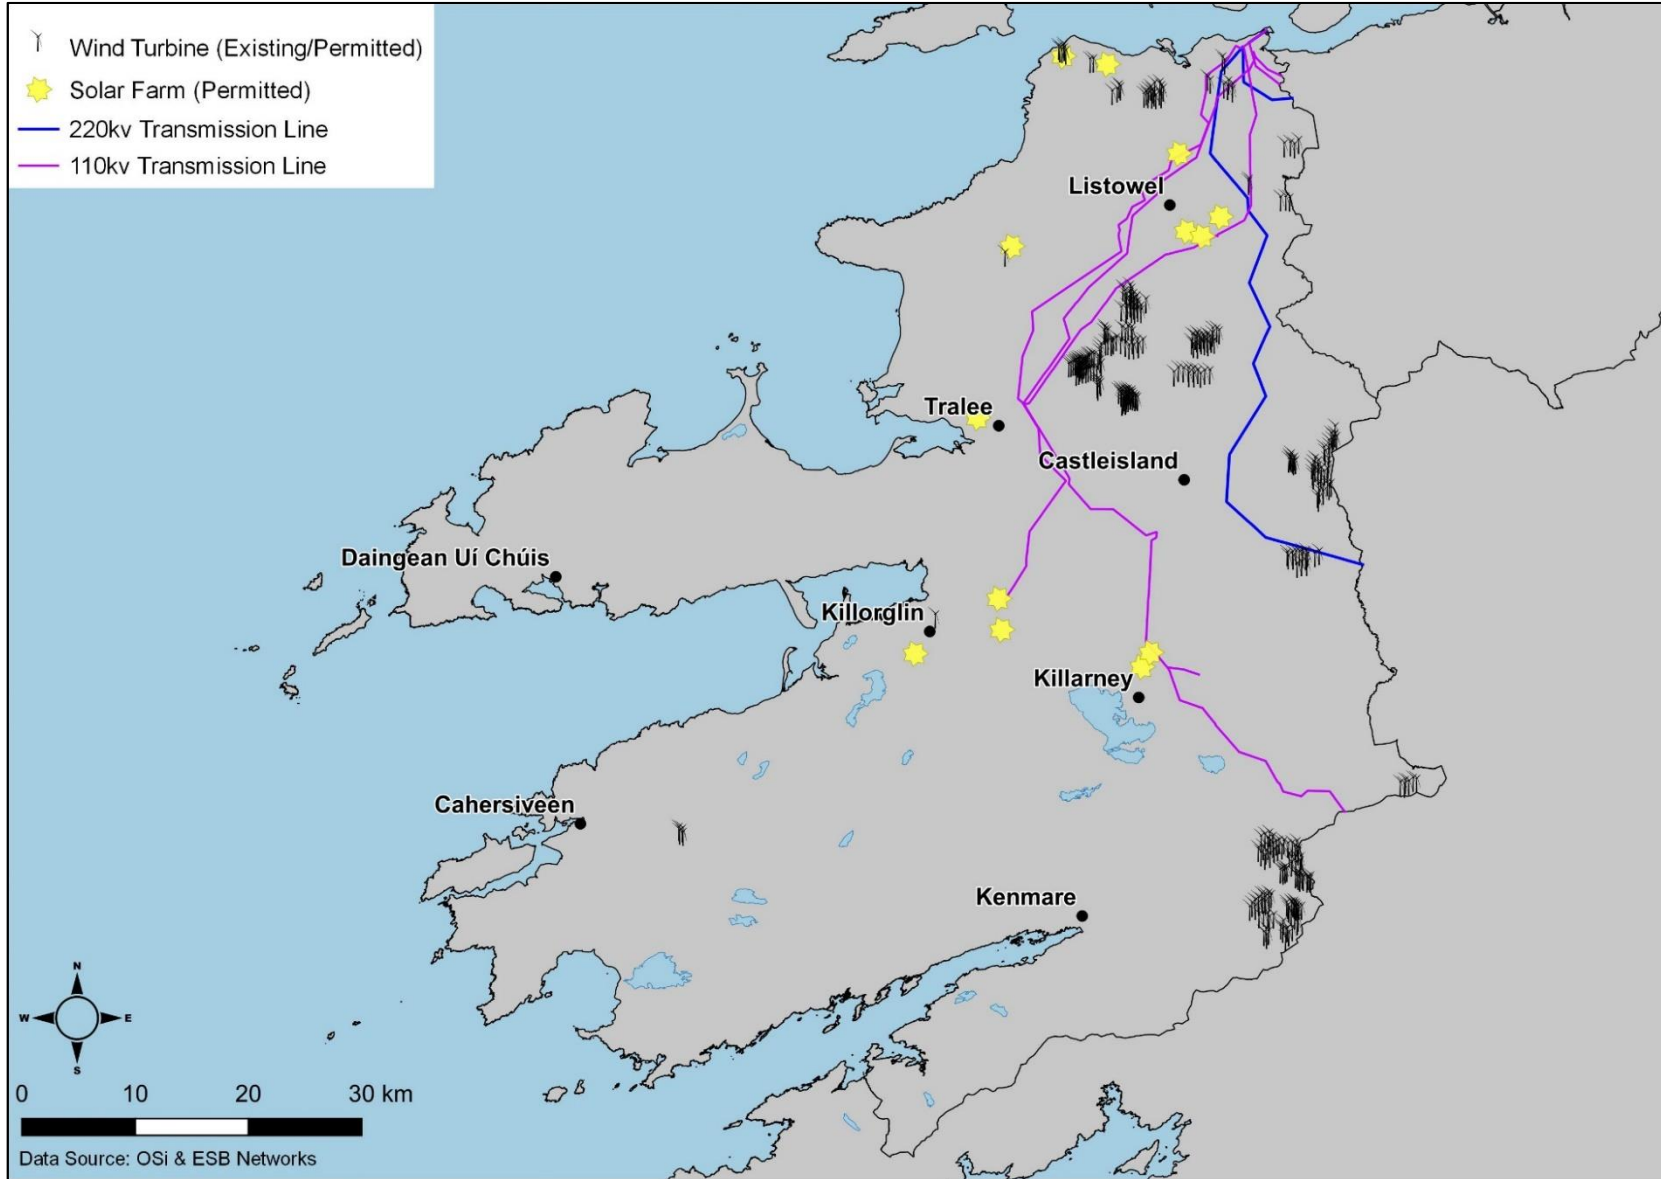 Wind Turbine (Existing/Permitted)
Solar Farm (Permitted)
220kv Transmission Line
110kv Transmission Line
Listowel
Tralee
Castleisland
Daingean Uí Chúis
Killorglin
Killarney
Cahersiveen
Kenmare
N
W E
S
0 10 20 30 km
Data Source: OSi & ESB Networks